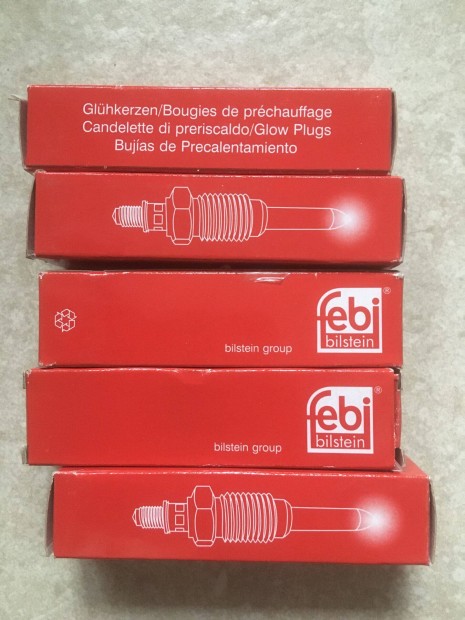 Glühkerzen/Bougies de préchauffage
Candelette di preriscaldo/Glow Plugs
Bujías de Precalentamiento
febi®
bilstein
bilstein group
febi®
bilstein
bilstein group